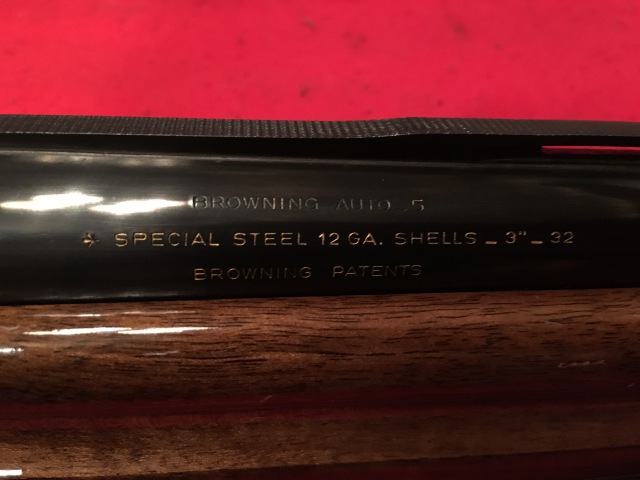 BROWNING AUTO.5
* SPECIAL STEEL 12 GA. SHELLS _ 3" _ 32
BROWNING PATENTS